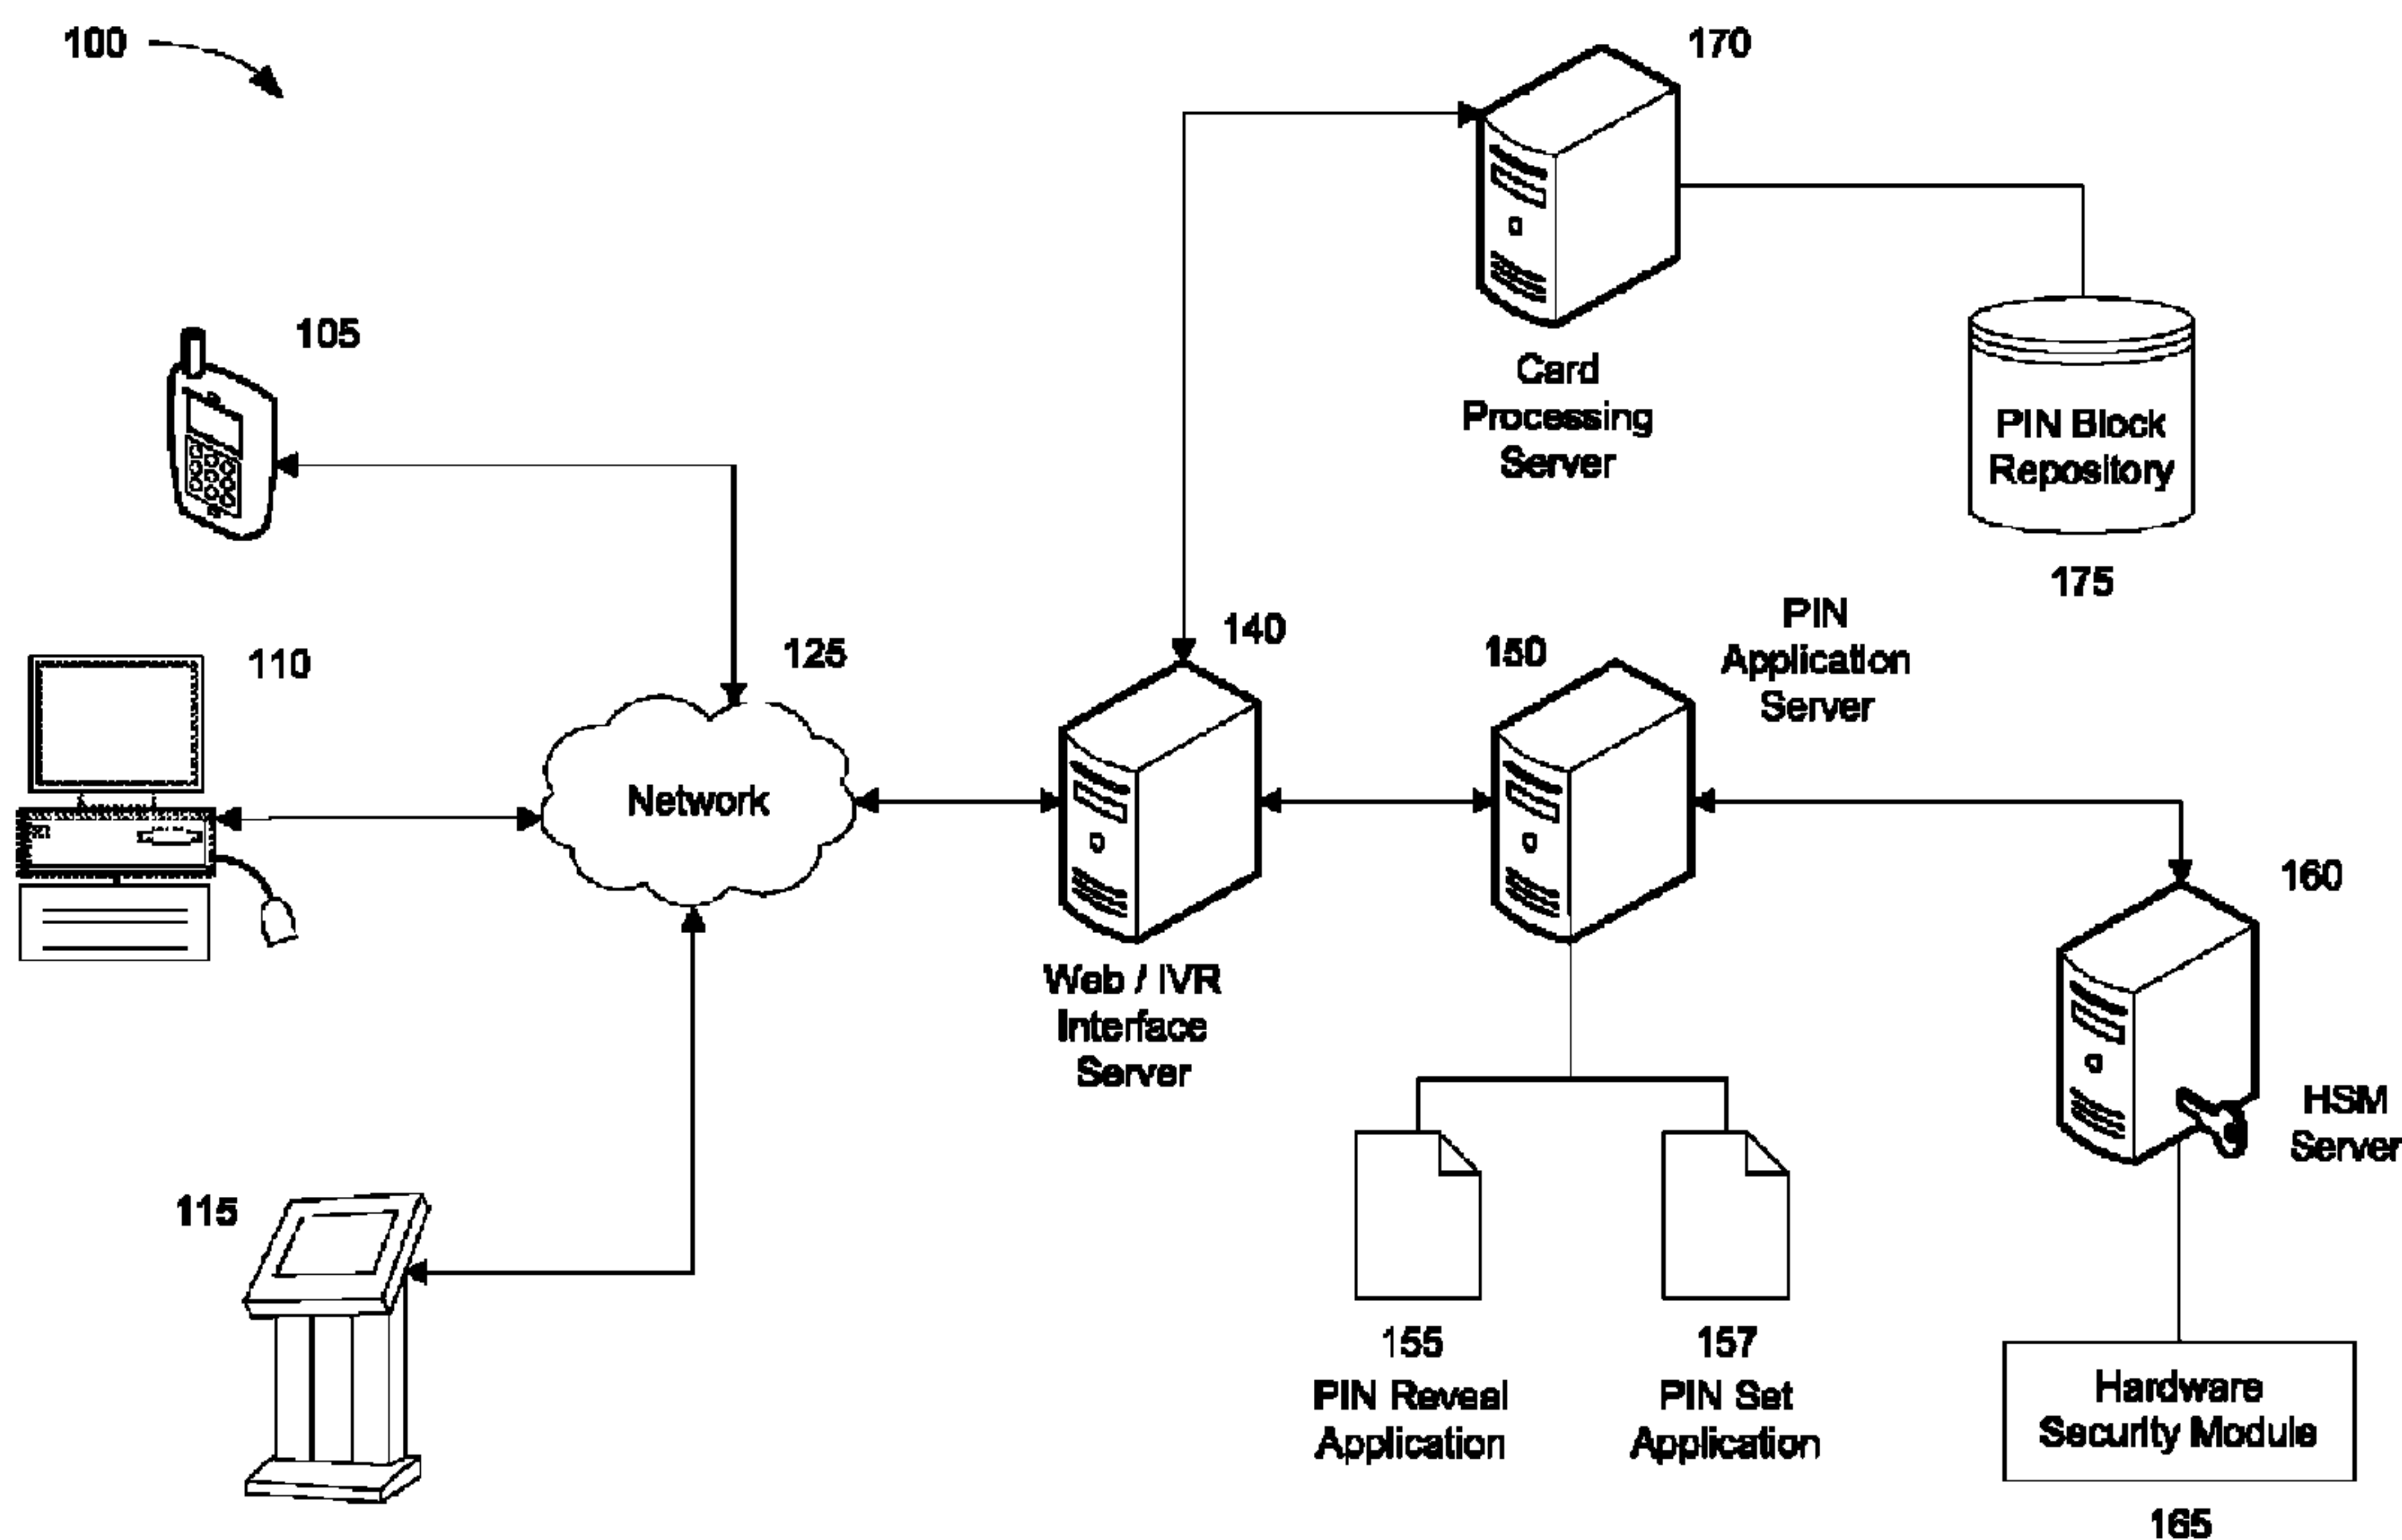 100
170
105
Card
Processing
Server
PIN Block
Repository
175
110
125
140
150
PIN
Application
Server
Network
160
Web / IVR
Interface
Server
HSM
Server
115
155
PIN Reveal
Application
157
PIN Set
Application
Hardware
Security Module
165